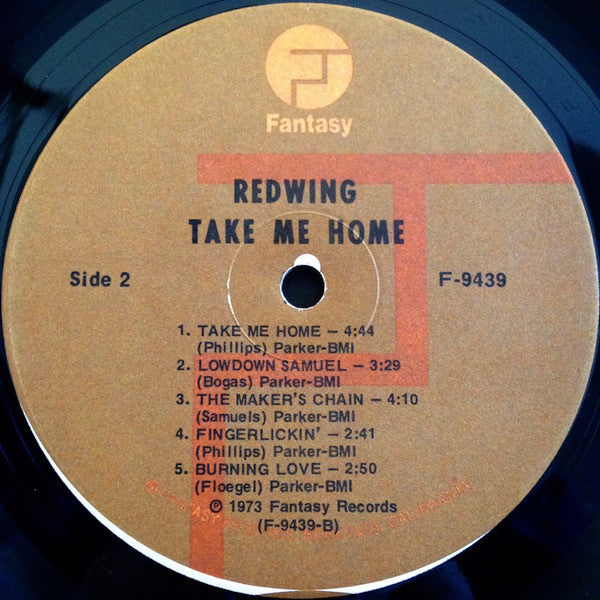 Fantasy
REDWING
TAKE ME HOME
Side 2
F-9439
1. TAKE ME HOME – 4:44
(Phillips) Parker-BMI
2. LOWDOWN SAMUEL – 3:29
(Bogas) Parker-BMI
3. THE MAKER'S CHAIN – 4:10
(Samuels) Parker-BMI
4. FINGERLICKIN' – 2:41
(Phillips) Parker-BMI
5. BURNING LOVE – 2:50
(Floegel) Parker-BMI
℗ 1973 Fantasy Records
(F-9439-B)